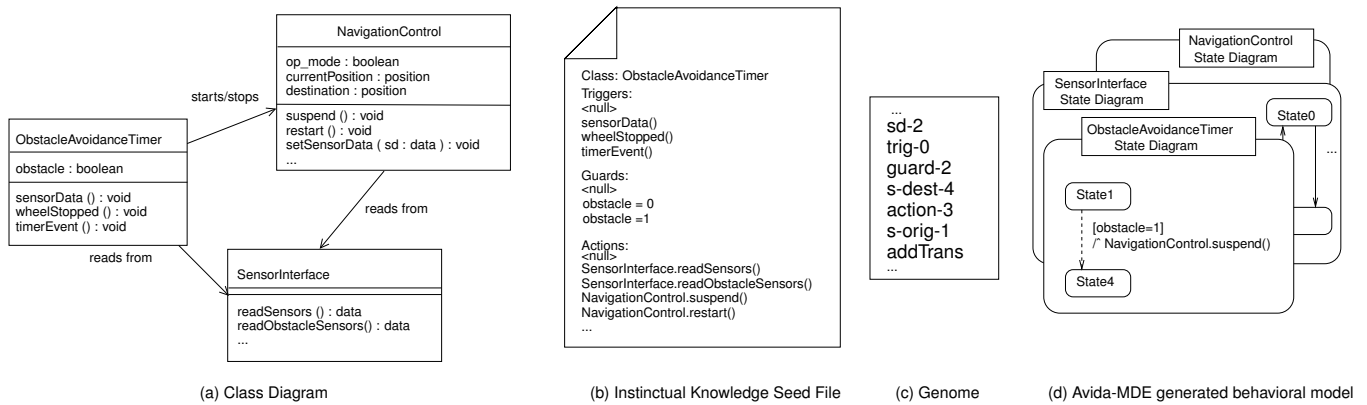 NavigationControl
op_mode : boolean
currentPosition : position
destination : position
suspend () : void
restart () : void
setSensorData ( sd : data ) : void
...
starts/stops
ObstacleAvoidanceTimer
obstacle : boolean
sensorData () : void
wheelStopped () : void
timerEvent () : void
reads from
reads from
SensorInterface
readSensors () : data
readObstacleSensors() : data
...
(a) Class Diagram
Class: ObstacleAvoidanceTimer
Triggers:
<null>
sensorData()
wheelStopped()
timerEvent()
Guards:
<null>
obstacle = 0
obstacle =1
Actions:
<null>
SensorInterface.readSensors()
SensorInterface.readObstacleSensors()
NavigationControl.suspend()
NavigationControl.restart()
...
(b) Instinctual Knowledge Seed File
...
sd-2
trig-0
guard-2
s-dest-4
action-3
s-orig-1
addTrans
...
(c) Genome
NavigationControl
State Diagram
SensorInterface
State Diagram
State0
...
ObstacleAvoidanceTimer
State Diagram
State1
[obstacle=1]
/^ NavigationControl.suspend()
State4
(d) Avida-MDE generated behavioral model